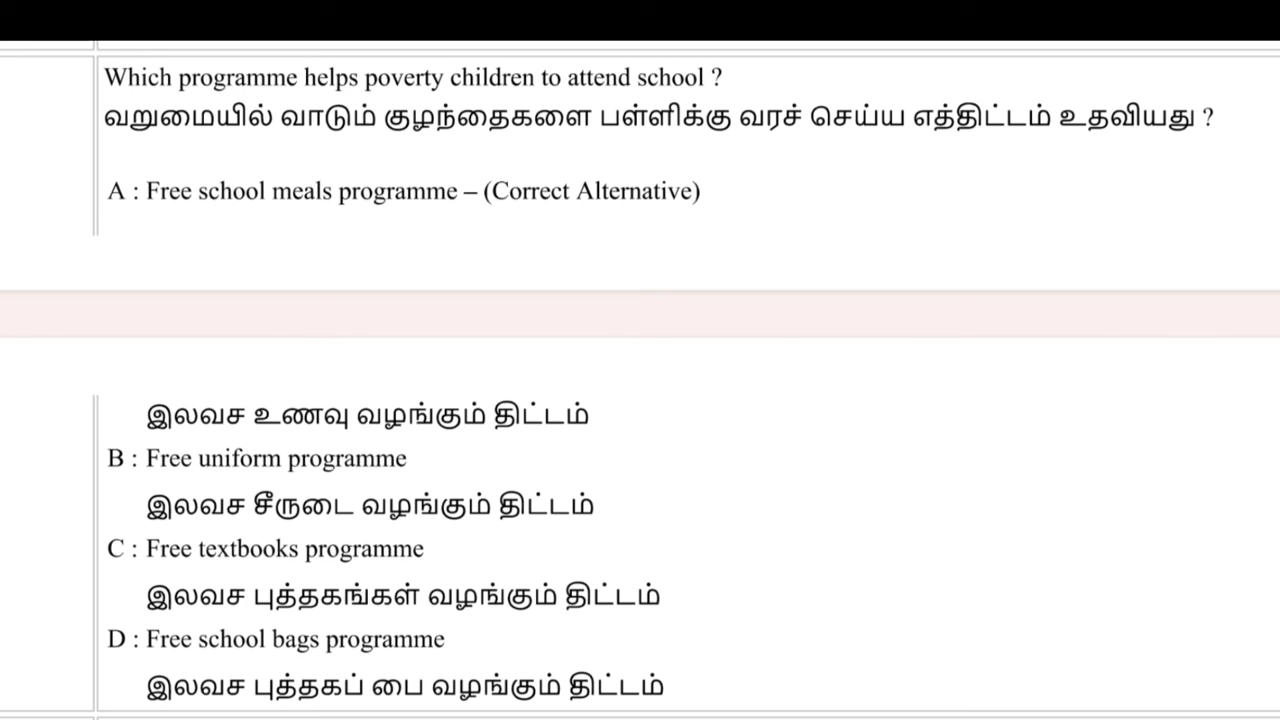 Which programme helps poverty children to attend school ?
வறுமையில் வாடும் குழந்தைகளை பள்ளிக்கு வரச் செய்ய எத்திட்டம் உதவியது ?
A : Free school meals programme – (Correct Alternative)
இலவச உணவு வழங்கும் திட்டம்
B : Free uniform programme
இலவச சீருடை வழங்கும் திட்டம்
C : Free textbooks programme
இலவச புத்தகங்கள் வழங்கும் திட்டம்
D : Free school bags programme
இலவச புத்தகப் பை வழங்கும் திட்டம்